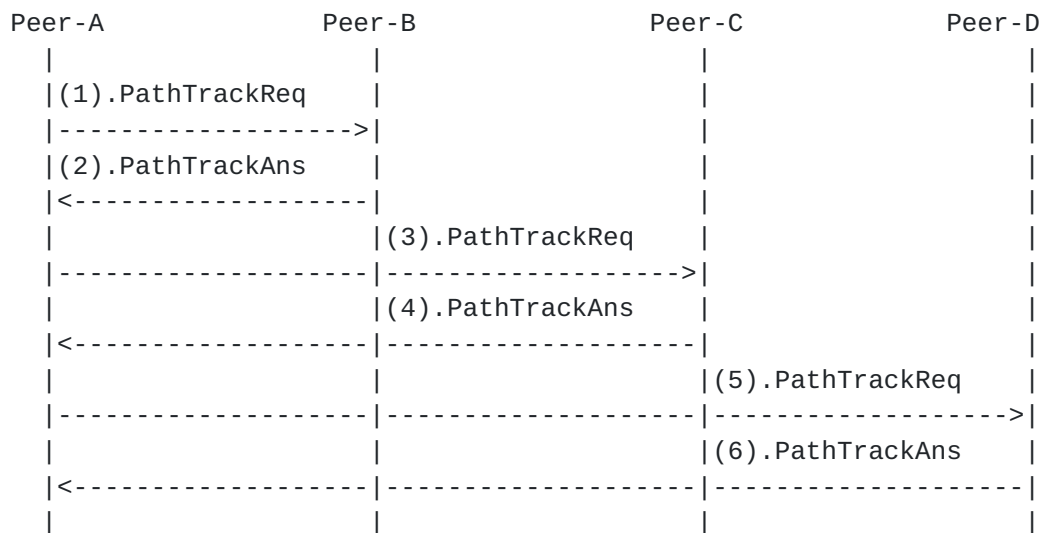 Peer-A Peer-B Peer-C Peer-D
(1).PathTrackReq
(2).PathTrackAns
(3).PathTrackReq
(4).PathTrackAns
(5).PathTrackReq
(6).PathTrackAns